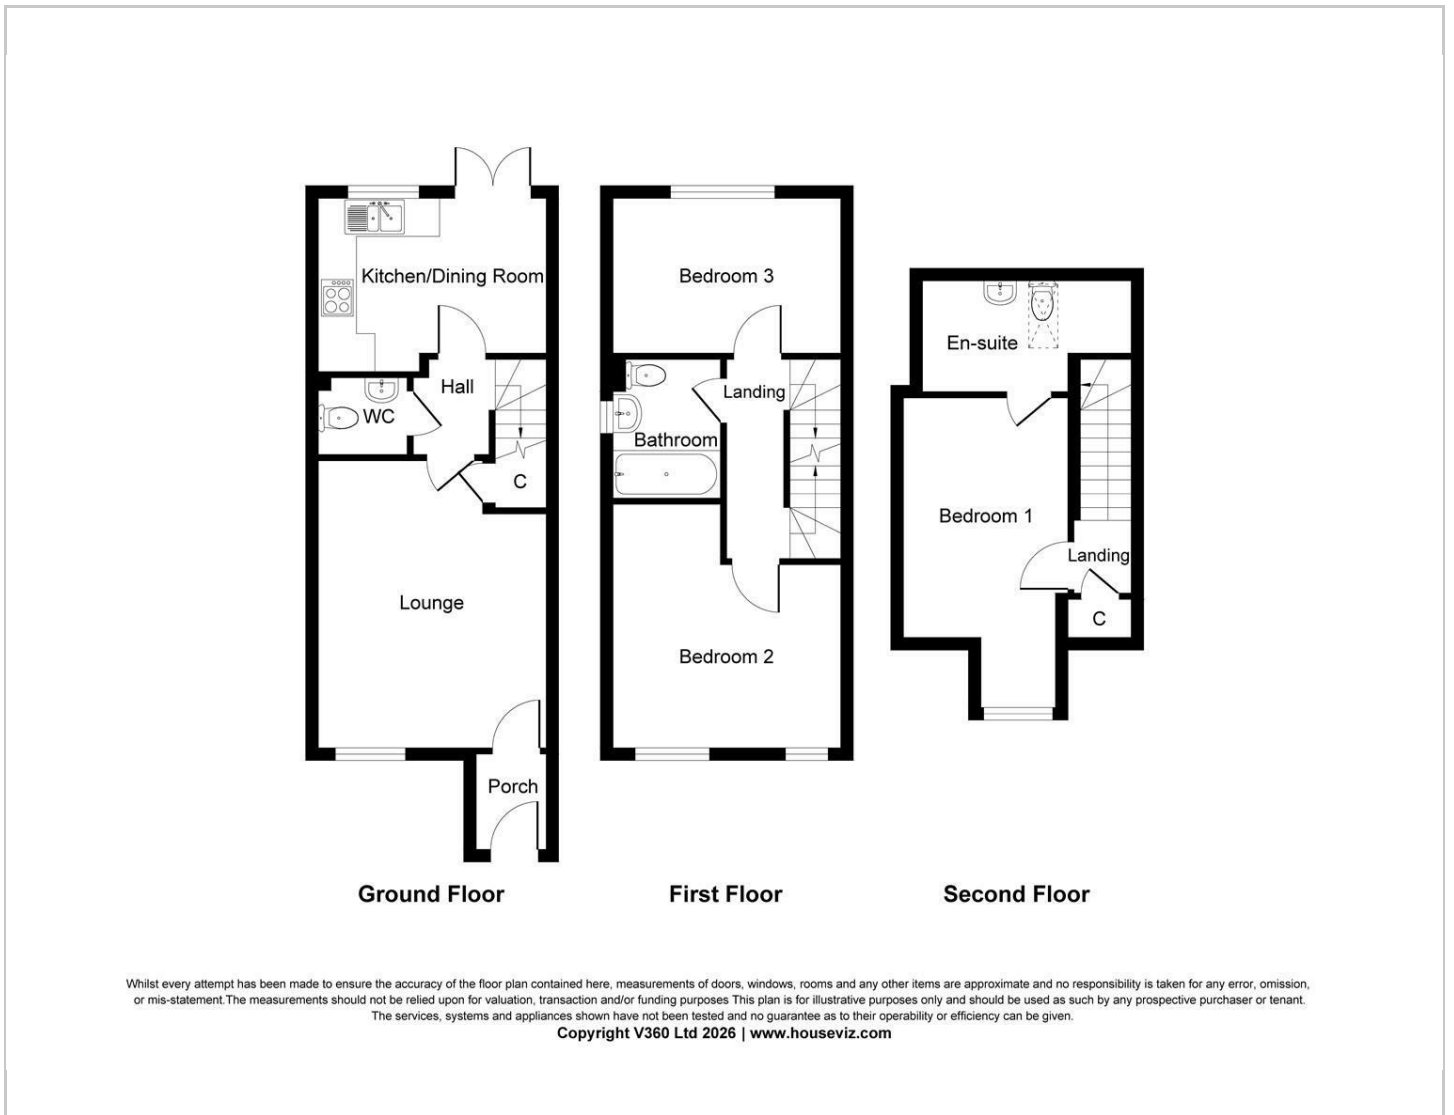 Kitchen/Dining Room
Hall
WC
C
Lounge
Porch
Ground Floor
Bedroom 3
Landing
Bathroom
Bedroom 2
First Floor
En-suite
Bedroom 1
Landing
C
Second Floor
Whilst every attempt has been made to ensure the accuracy of the floor plan contained here, measurements of doors, windows, rooms and any other items are approximate and no responsibility is taken for any error, omission,
or mis-statement.The measurements should not be relied upon for valuation, transaction and/or funding purposes This plan is for illustrative purposes only and should be used as such by any prospective purchaser or tenant.
The services, systems and appliances shown have not been tested and no guarantee as to their operability or efficiency can be given.
Copyright V360 Ltd 2026 | www.houseviz.com